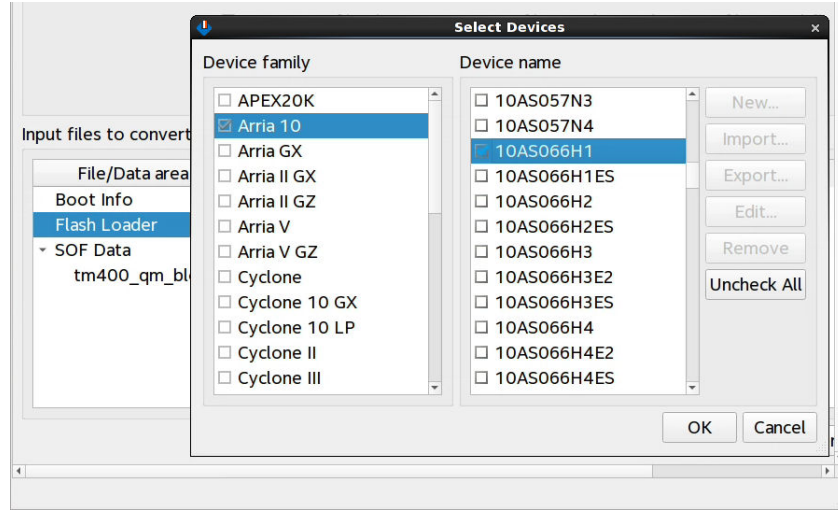 Select Devices
Device family
APEX20K
Arria 10
Arria GX
Arria II GX
Arria II GZ
Arria V
Arria V GZ
Cyclone
Cyclone 10 GX
Cyclone 10 LP
Cyclone II
Cyclone III
Device name
10AS057N3
10AS057N4
10AS066H1
10AS066H1ES
10AS066H2
10AS066H2ES
10AS066H3
10AS066H3E2
10AS066H3ES
10AS066H4
10AS066H4E2
10AS066H4ES
New...
Import...
Export...
Edit...
Remove
Uncheck All
OK
Cancel
Input files to convert
File/Data area
Boot Info
Flash Loader
SOF Data